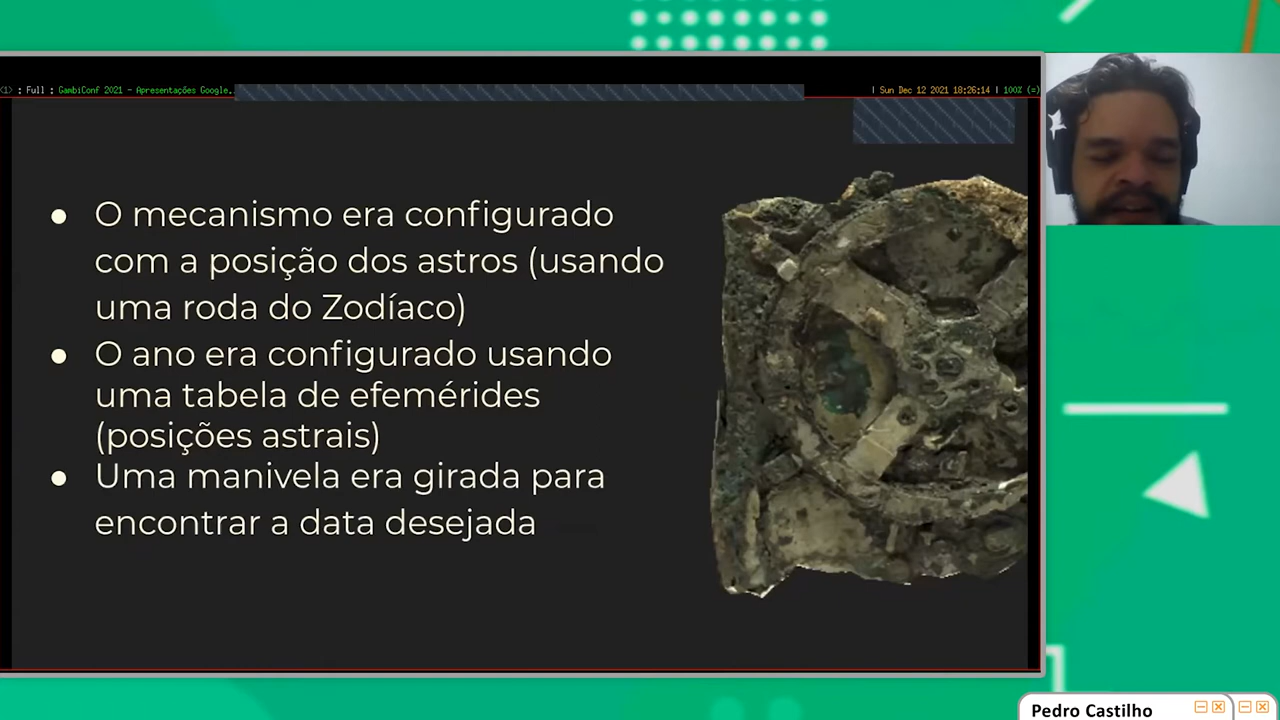 <1> : Full : GambiConf 2021 - Apresentações Google.
| Sun Dec 12 2021 18:26:14 | 100% (=)
● O mecanismo era configurado
com a posição dos astros (usando
uma roda do Zodíaco)
● O ano era configurado usando
uma tabela de efemérides
(posições astrais)
● Uma manivela era girada para
encontrar a data desejada
Pedro Castilho